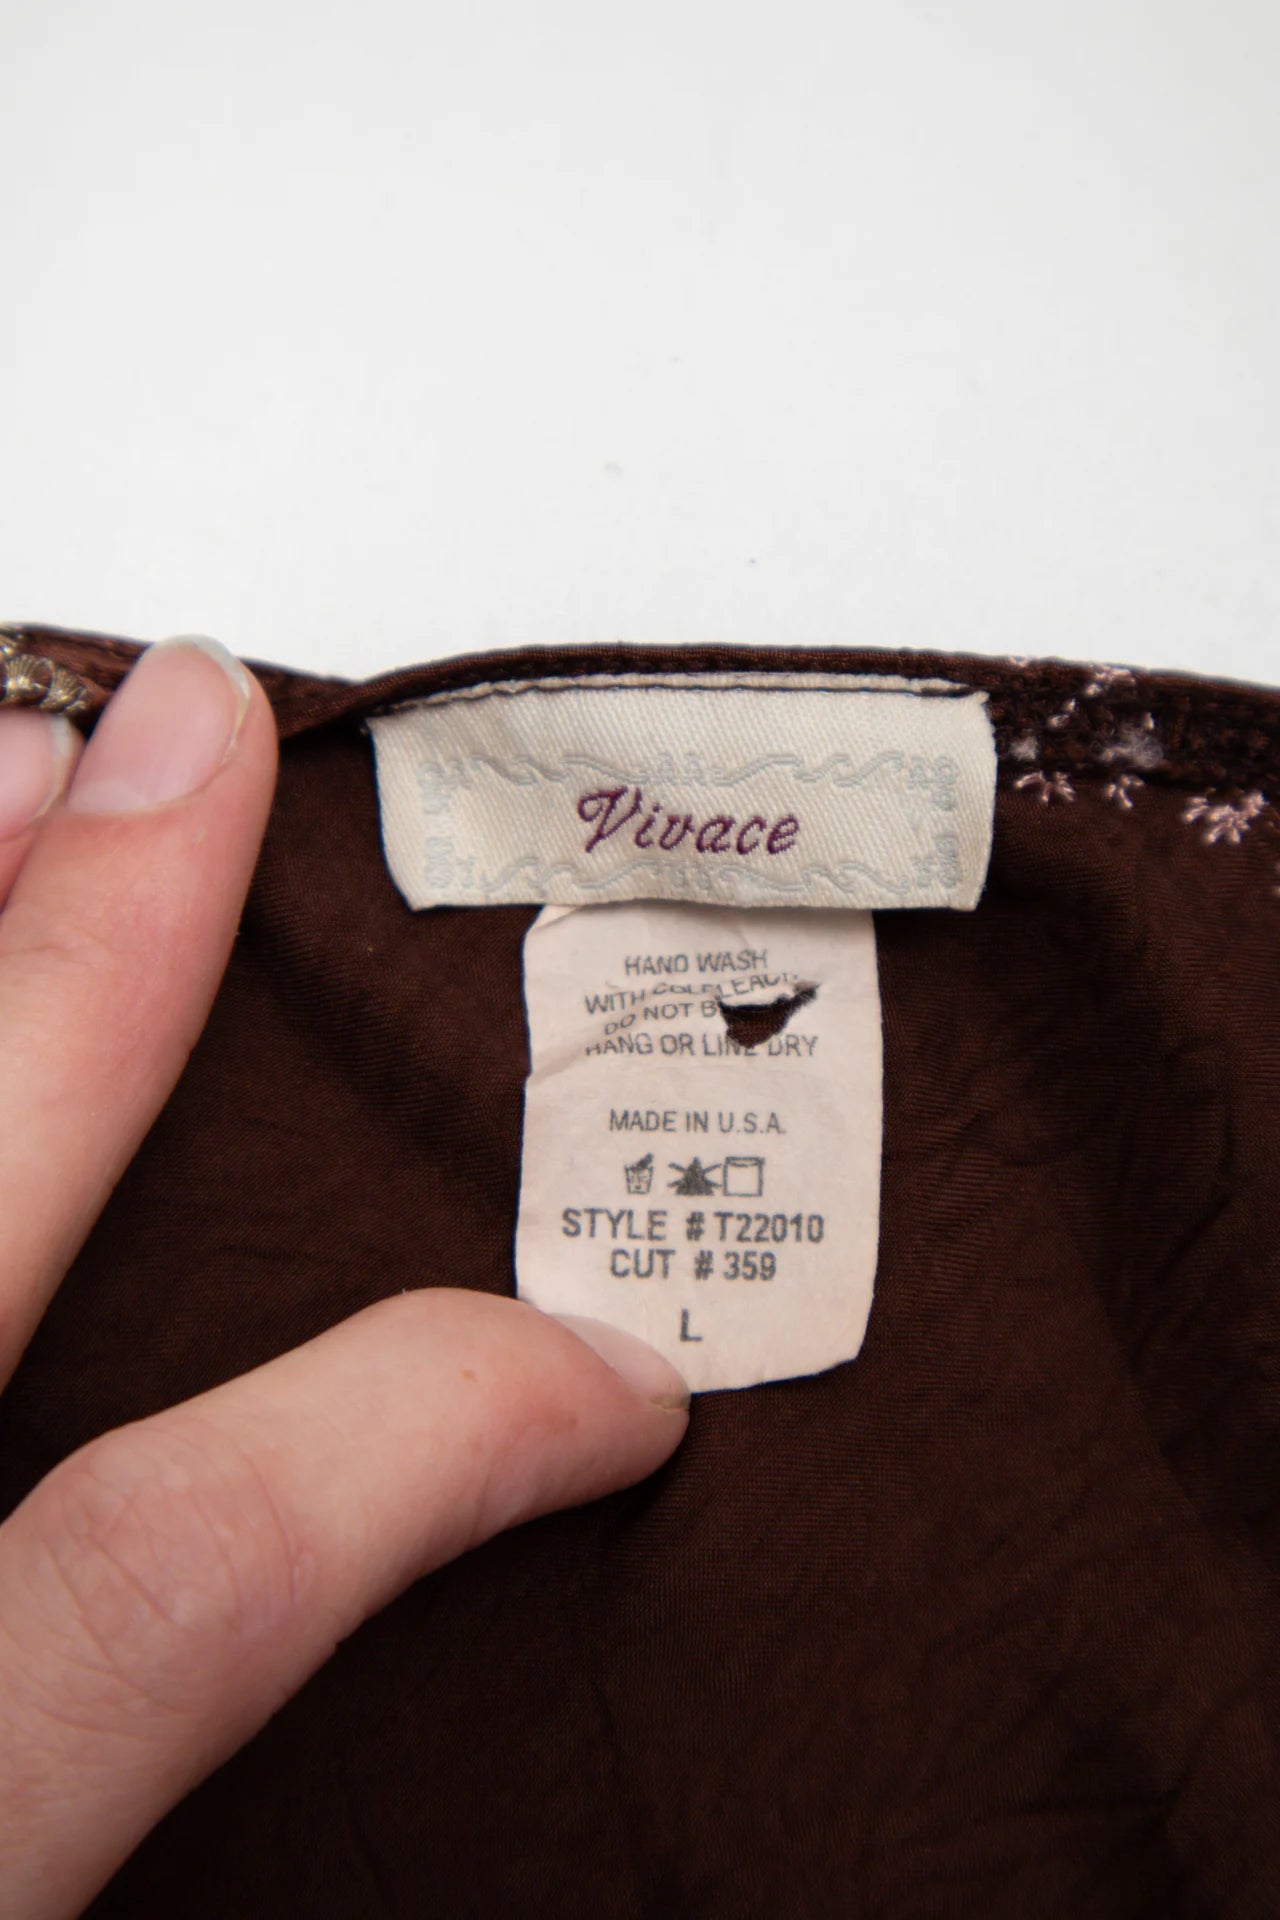 Vivace
HAND WASH
WITH
DO NOT
HANG OR LINE DRY
MADE IN U.S.A.
STYLE # T22010
CUT # 359
L